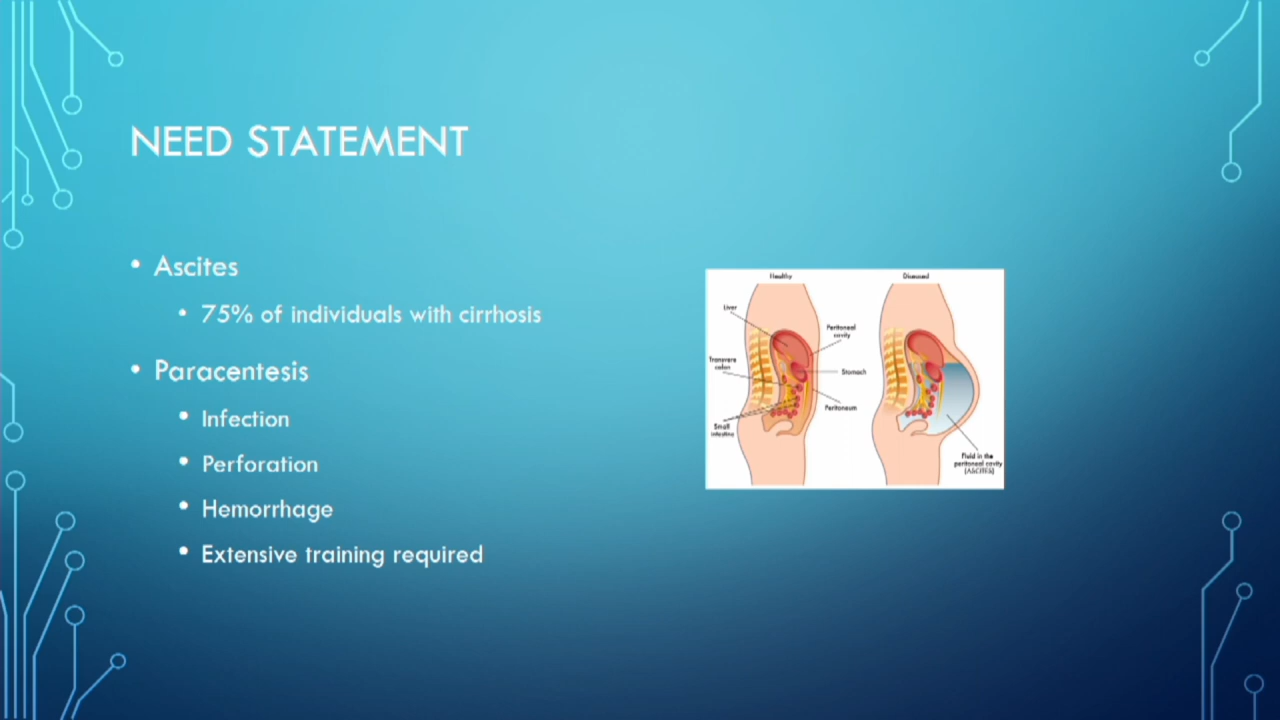 NEED STATEMENT
• Ascites
• 75% of individuals with cirrhosis
• Paracentesis
• Infection
• Perforation
• Hemorrhage
• Extensive training required
Healthy
Diseased
Liver
Peritoneal
cavity
Transvere
colon
Stomach
Peritoneum
Small
intestine
Fluid in the
peritoneal cavity
(ASCITES)